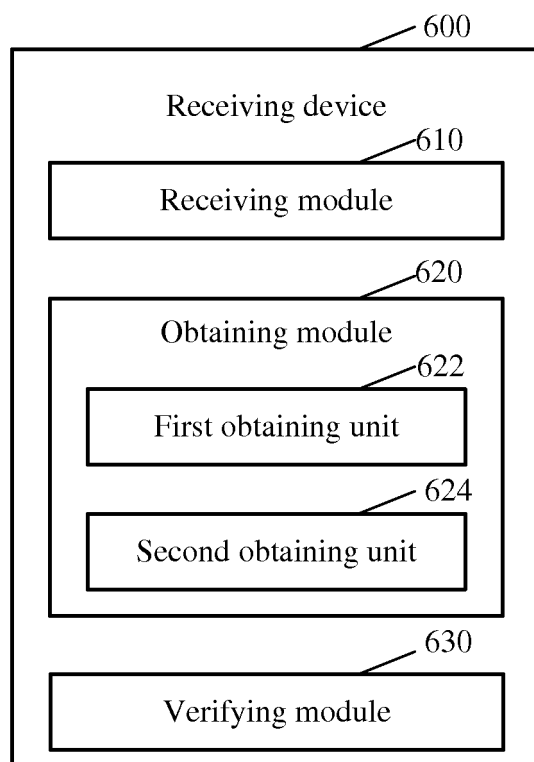 600
Receiving device
610
Receiving module
620
Obtaining module
622
First obtaining unit
624
Second obtaining unit
630
Verifying module